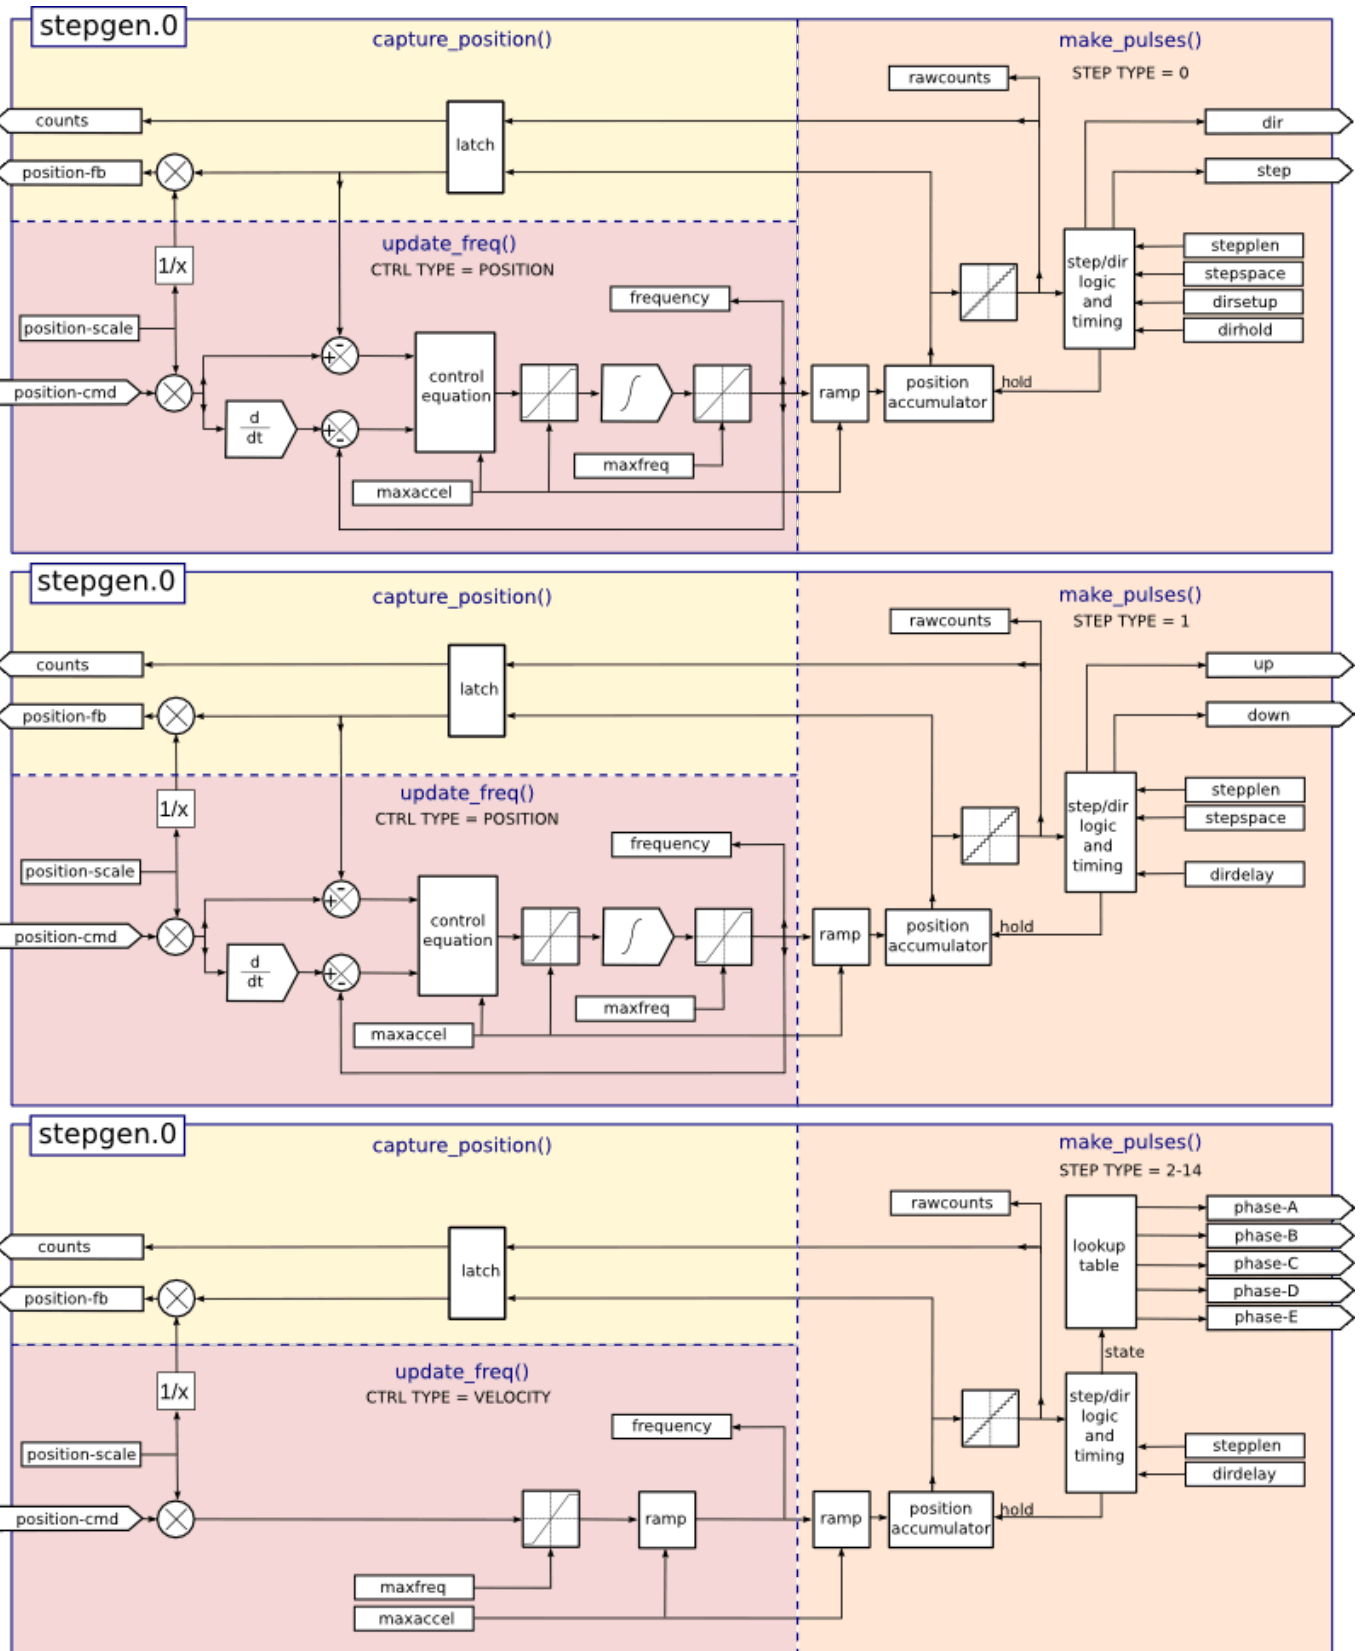 stepgen.0
capture_position()
make_pulses()
STEP TYPE = 0
rawcounts
counts
latch
dir
position-fb
step
update_freq()
CTRL TYPE = POSITION
1/x
frequency
step/dir
logic
and
timing
stepplen
stepspace
dirsetup
dirhold
position-scale
position-cmd
d
dt
+
-
+
-
control
equation
∫
maxfreq
maxaccel
ramp
position
accumulator
hold
stepgen.0
capture_position()
make_pulses()
STEP TYPE = 1
rawcounts
counts
latch
up
position-fb
down
update_freq()
CTRL TYPE = POSITION
1/x
frequency
step/dir
logic
and
timing
stepplen
stepspace
dirdelay
position-scale
position-cmd
d
dt
+
-
+
-
control
equation
∫
maxfreq
maxaccel
ramp
position
accumulator
hold
stepgen.0
capture_position()
make_pulses()
STEP TYPE = 2-14
rawcounts
counts
latch
lookup
table
phase-A
phase-B
phase-C
phase-D
phase-E
position-fb
state
update_freq()
CTRL TYPE = VELOCITY
1/x
frequency
step/dir
logic
and
timing
stepplen
dirdelay
position-scale
position-cmd
ramp
maxfreq
maxaccel
ramp
position
accumulator
hold